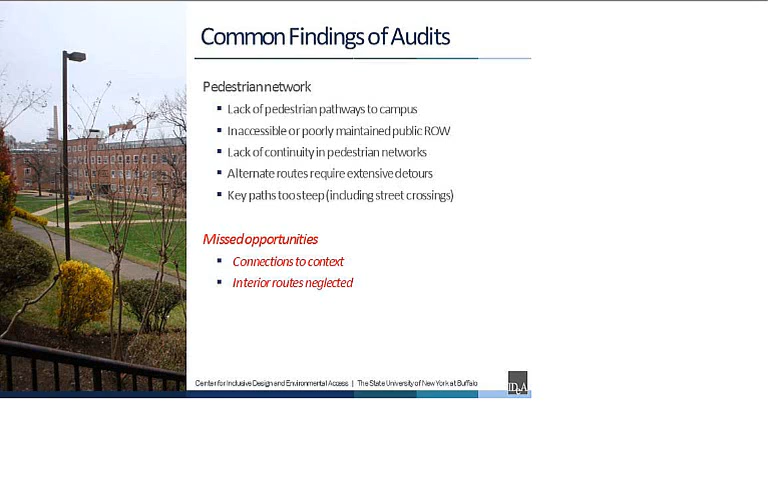 Common Findings of Audits
Pedestrian network
Lack of pedestrian pathways to campus
Inaccessible or poorly maintained public ROW
Lack of continuity in pedestrian networks
Alternate routes require extensive detours
Key paths too steep (including street crossings)
Missed opportunities
Connections to context
Interior routes neglected
Center for Inclusive Design and Environmental Access | The State University of New York at Buffalo
IDeA